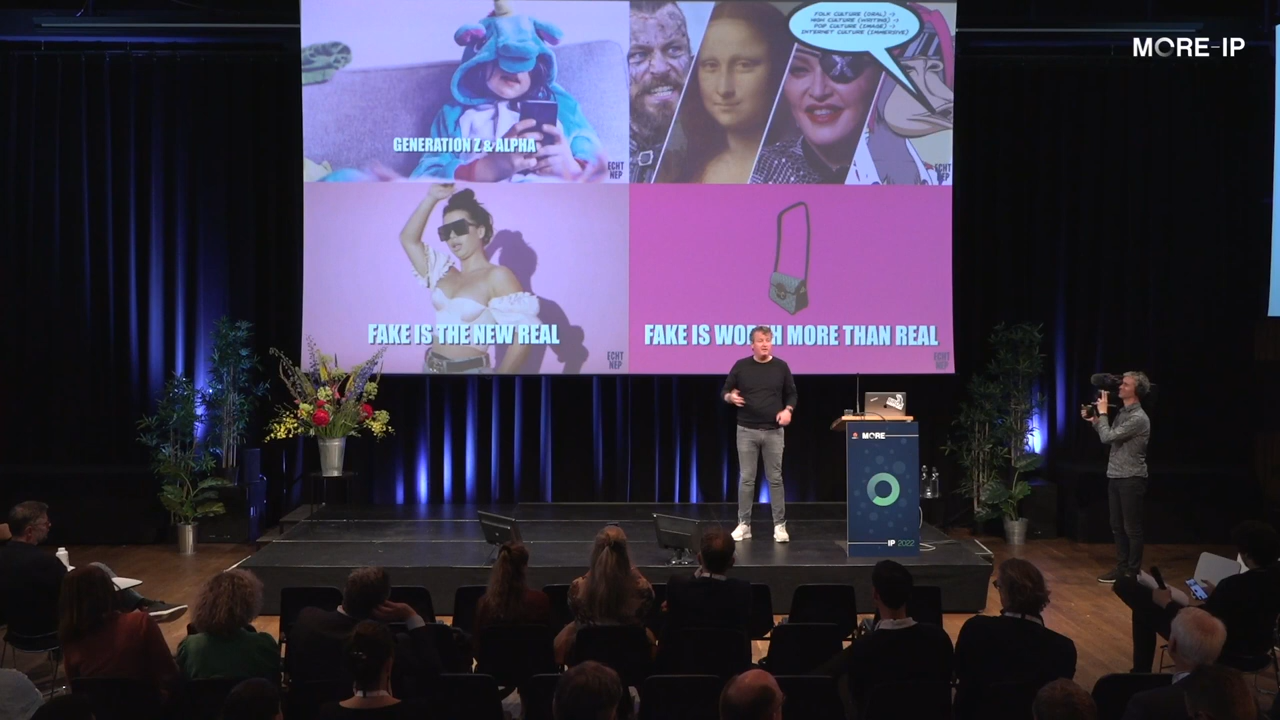 MORE-IP
FOLK CULTURE (ORAL) ->
HIGH CULTURE (WRITING) ->
POP CULTURE (IMAGE) ->
INTERNET CULTURE (IMMERSIVE)
GENERATION Z & ALPHA
ECHT
NEP
ECHT
NEP
FAKE IS THE NEW REAL
ECHT
NEP
FAKE IS WORTH MORE THAN REAL
ECHT
NEP
MORE
IP 2022